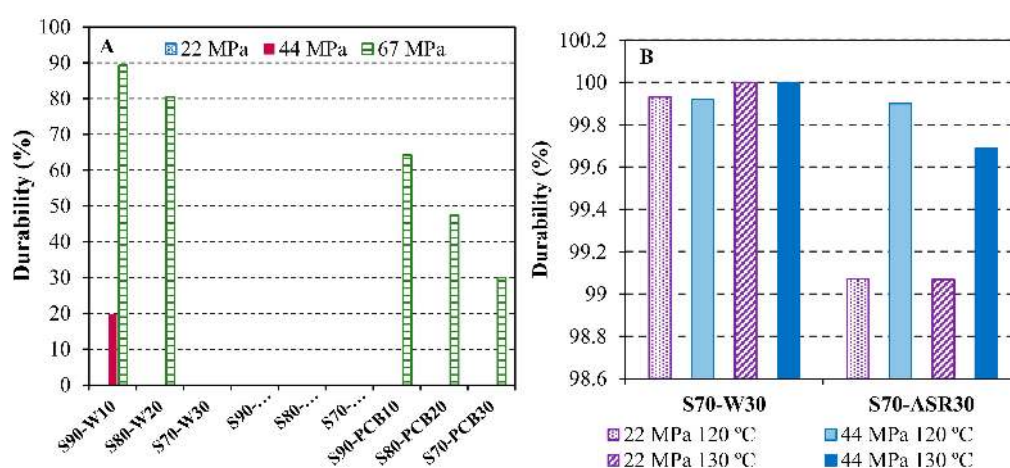 A
22 MPa 44 MPa 67 MPa
Durability (%)
100
90
80
70
60
50
40
30
20
10
0
S90-W10
S80-W20
S70-W30
S90-...
S80-...
S70-...
S90-PCB10
S80-PCB20
S70-PCB30
B
Durability (%)
100.2
100
99.8
99.6
99.4
99.2
99
98.8
98.6
S70-W30 S70-ASR30
22 MPa 120 ºC 44 MPa 120 ºC
22 MPa 130 ºC 44 MPa 130 ºC